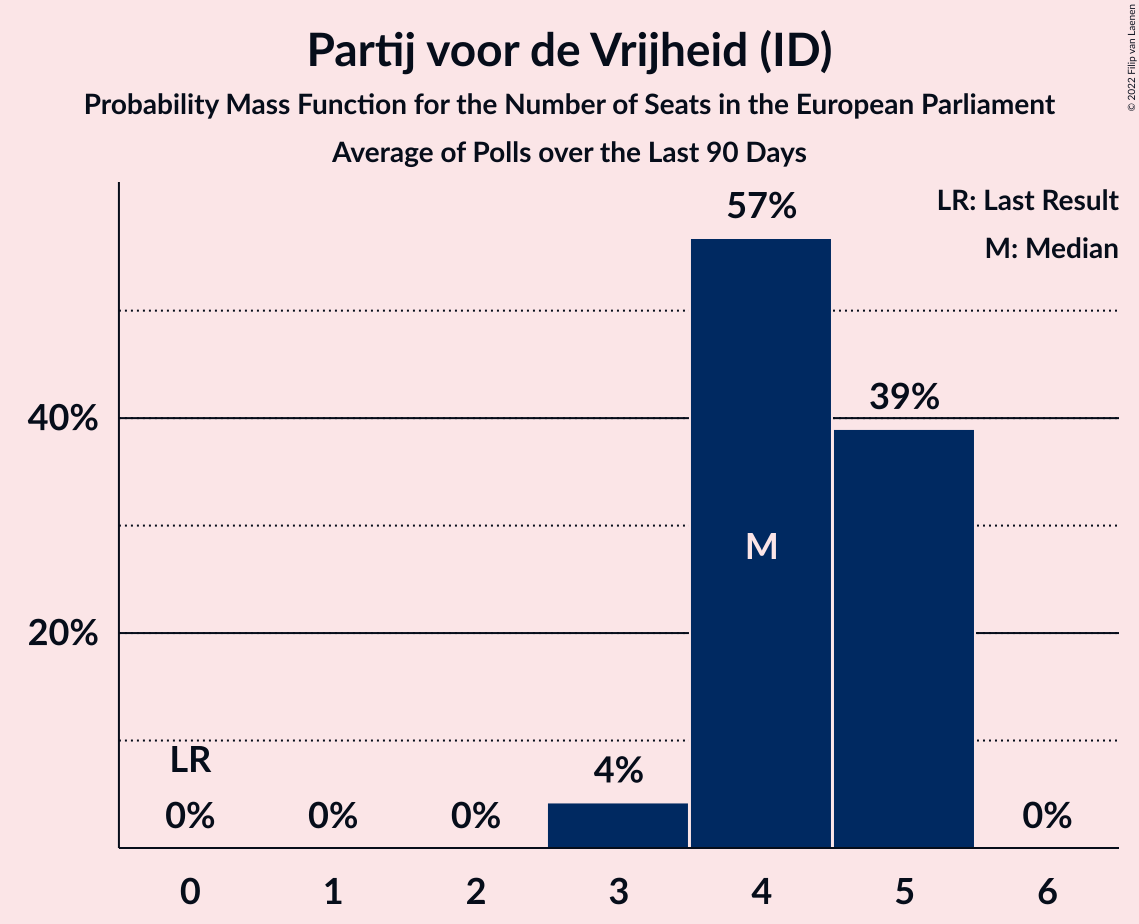 Partij voor de Vrijheid (ID)
Probability Mass Function for the Number of Seats in the European Parliament
Average of Polls over the Last 90 Days
© 2022 Filip van Laenen
LR: Last Result
M: Median
57%
39%
40%
M
20%
LR
4%
0% 0% 0% 0%
0 1 2 3 4 5 6